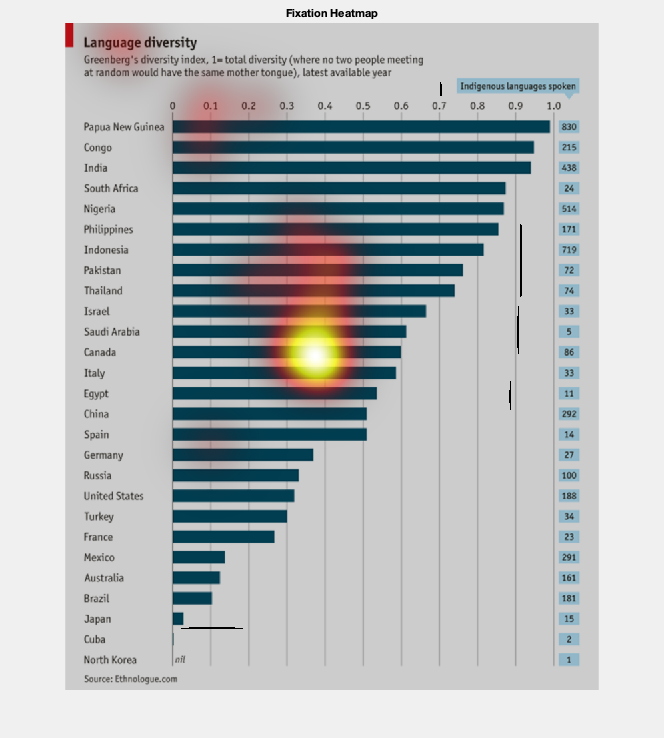 Fixation Heatmap
Language diversity
Greenberg's diversity index, 1= total diversity (where no two people meeting
at random would have the same mother tongue), latest available year
Indigenous languages spoken
0 0.1 0.2 0.3 0.4 0.5 0.6 0.7 0.8 0.9 1.0
Papua New Guinea 830
Congo 215
India 438
South Africa 24
Nigeria 514
Philippines 171
Indonesia 719
Pakistan 72
Thailand 74
Israel 33
Saudi Arabia 5
Canada 86
Italy 33
Egypt 11
China 292
Spain 14
Germany 27
Russia 100
United States 188
Turkey 34
France 23
Mexico 291
Australia 161
Brazil 181
Japan 15
Cuba 2
North Korea nil 1
Source: Ethnologue.com